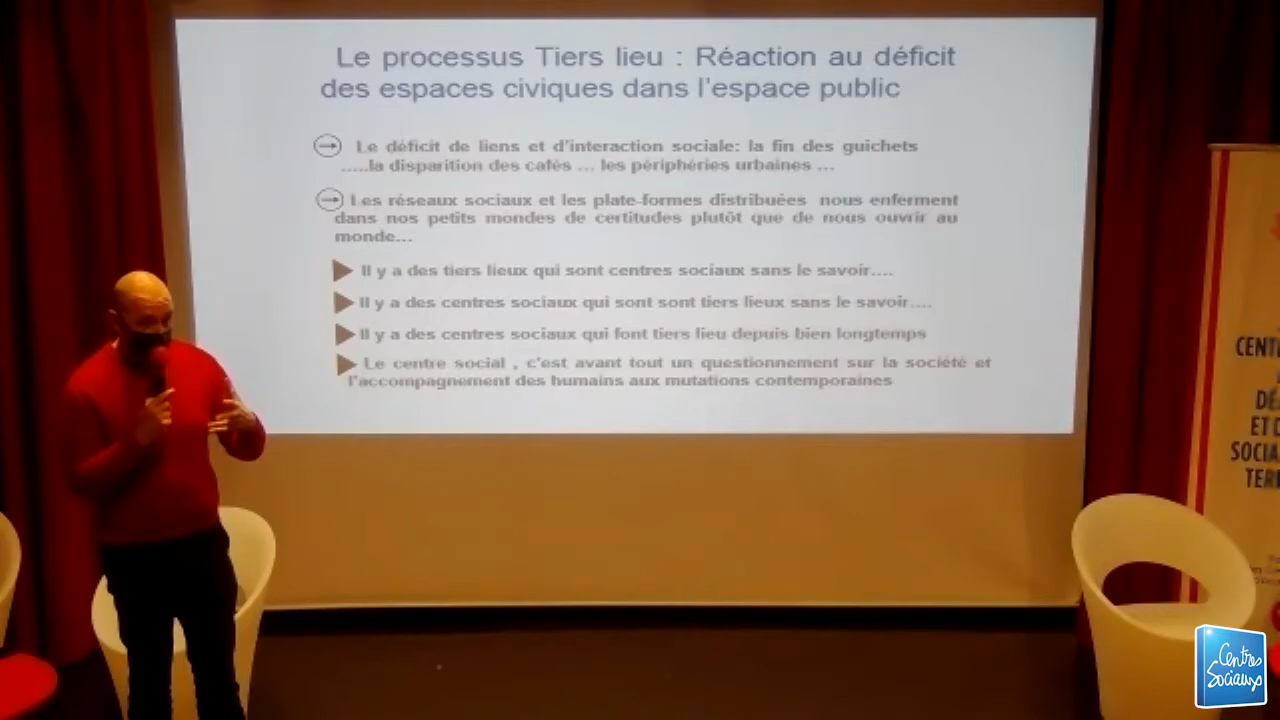 Le processus Tiers lieu : Réaction au déficit
des espaces civiques dans l'espace public
Le déficit de liens et d'interaction sociale: la fin des guichets
.....la disparition des cafés ... les périphéries urbaines ...
Les réseaux sociaux et les plate-formes distribuées nous enferment
dans nos petits mondes de certitudes plutôt que de nous ouvrir au
monde...
Il y a des tiers lieux qui sont centres sociaux sans le savoir....
Il y a des centres sociaux qui sont sont tiers lieux sans le savoir....
Il y a des centres sociaux qui font tiers lieu depuis bien longtemps
Le centre social , c'est avant tout un questionnement sur la société et
l'accompagnement des humains aux mutations contemporaines
CENT
ET D
SOCIA
TER
Centres
Sociaux